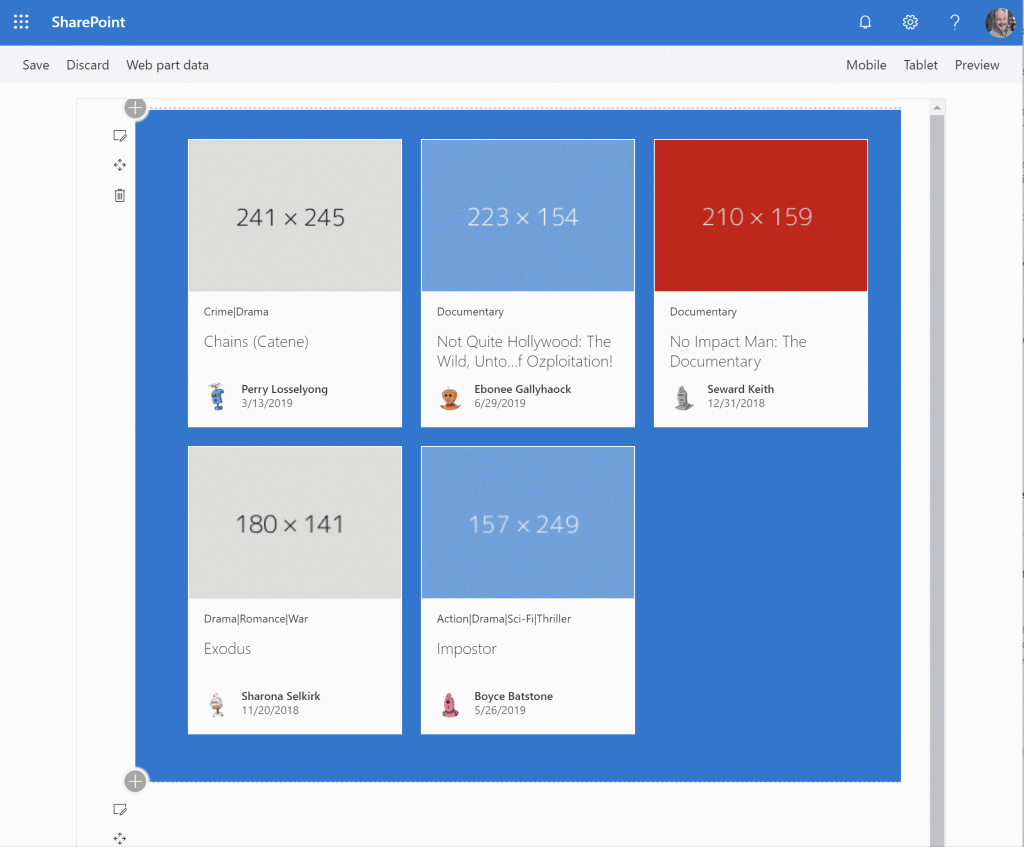 SharePoint
?
Save Discard Web part data Mobile Tablet Preview
241 × 245
223 × 154
210 × 159
Crime|Drama
Chains (Catene)
Perry Losselyong
3/13/2019
Documentary
Not Quite Hollywood: The
Wild, Unto...f Ozploitation!
Ebonee Gallyhaock
6/29/2019
Documentary
No Impact Man: The
Documentary
Seward Keith
12/31/2018
180 × 141
157 × 249
Drama|Romance|War
Exodus
Sharona Selkirk
11/20/2018
Action|Drama|Sci-Fi|Thriller
Impostor
Boyce Batstone
5/26/2019